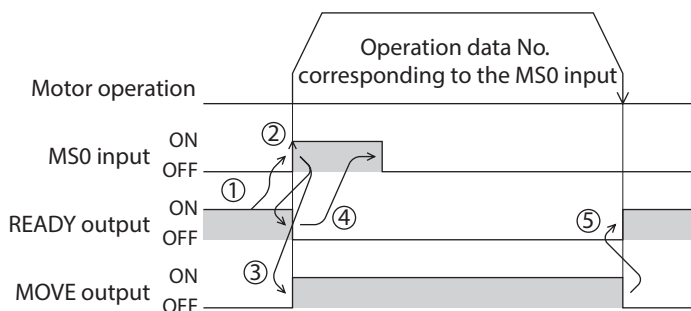 Operation data No.
corresponding to the MS0 input
Motor operation
ON
②
MS0 input
OFF
①
④
ON
⑤
READY output
OFF
③
ON
MOVE output
OFF